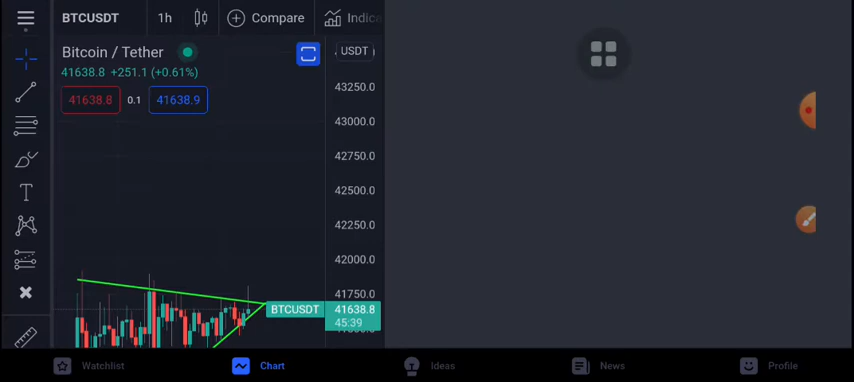 BTCUSDT 1h Compare Indic
Bitcoin / Tether USDT
41638.8 +251.1 (+0.61%)
41638.8 0.1 41638.9
43250.0
43000.0
42750.0
42500.0
42250.0
42000.0
41750.0
BTCUSDT 41638.8
45:39
Watchlist Chart Ideas News Profile